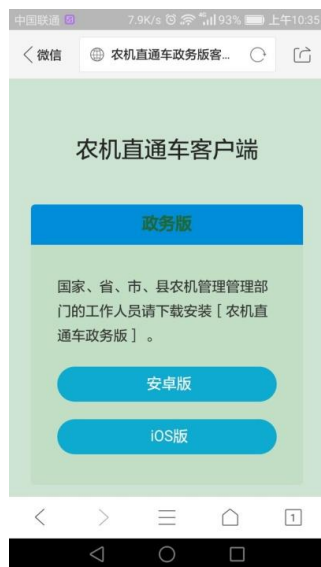 中国联通 7.9K/s 4G 93% 上午10:35
微信 农机直通车政务版客...
农机直通车客户端
政务版
国家、省、市、县农机管理管理部
门的工作人员请下载安装［农机直
通车政务版］。
安卓版
iOS版
1